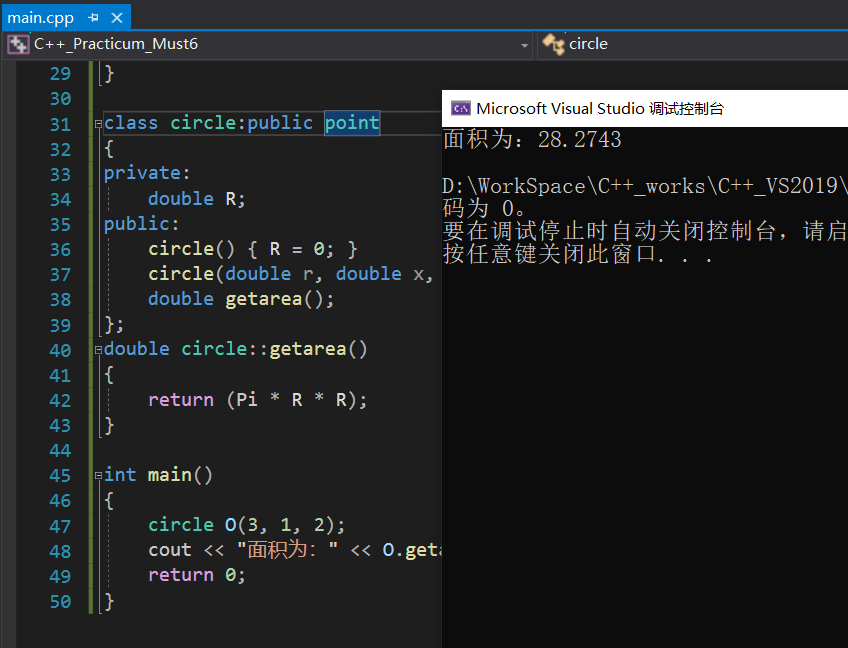 main.cpp
C++_Practicum_Must6
circle
29 }
30
31 class circle:public point
32 {
33 private:
34 double R;
35 public:
36 circle() { R = 0; }
37 circle(double r, double x,
38 double getarea();
39 };
40 double circle::getarea()
41 {
42 return (Pi * R * R);
43 }
44
45 int main()
46 {
47 circle O(3, 1, 2);
48 cout << "面积为: " << O.geta
49 return 0;
50 }
Microsoft Visual Studio 调试控制台
面积为: 28.2743
D:\WorkSpace\C++_works\C++_VS2019\
码为 0。
要在调试停止时自动关闭控制台，请启
按任意键关闭此窗口. . .